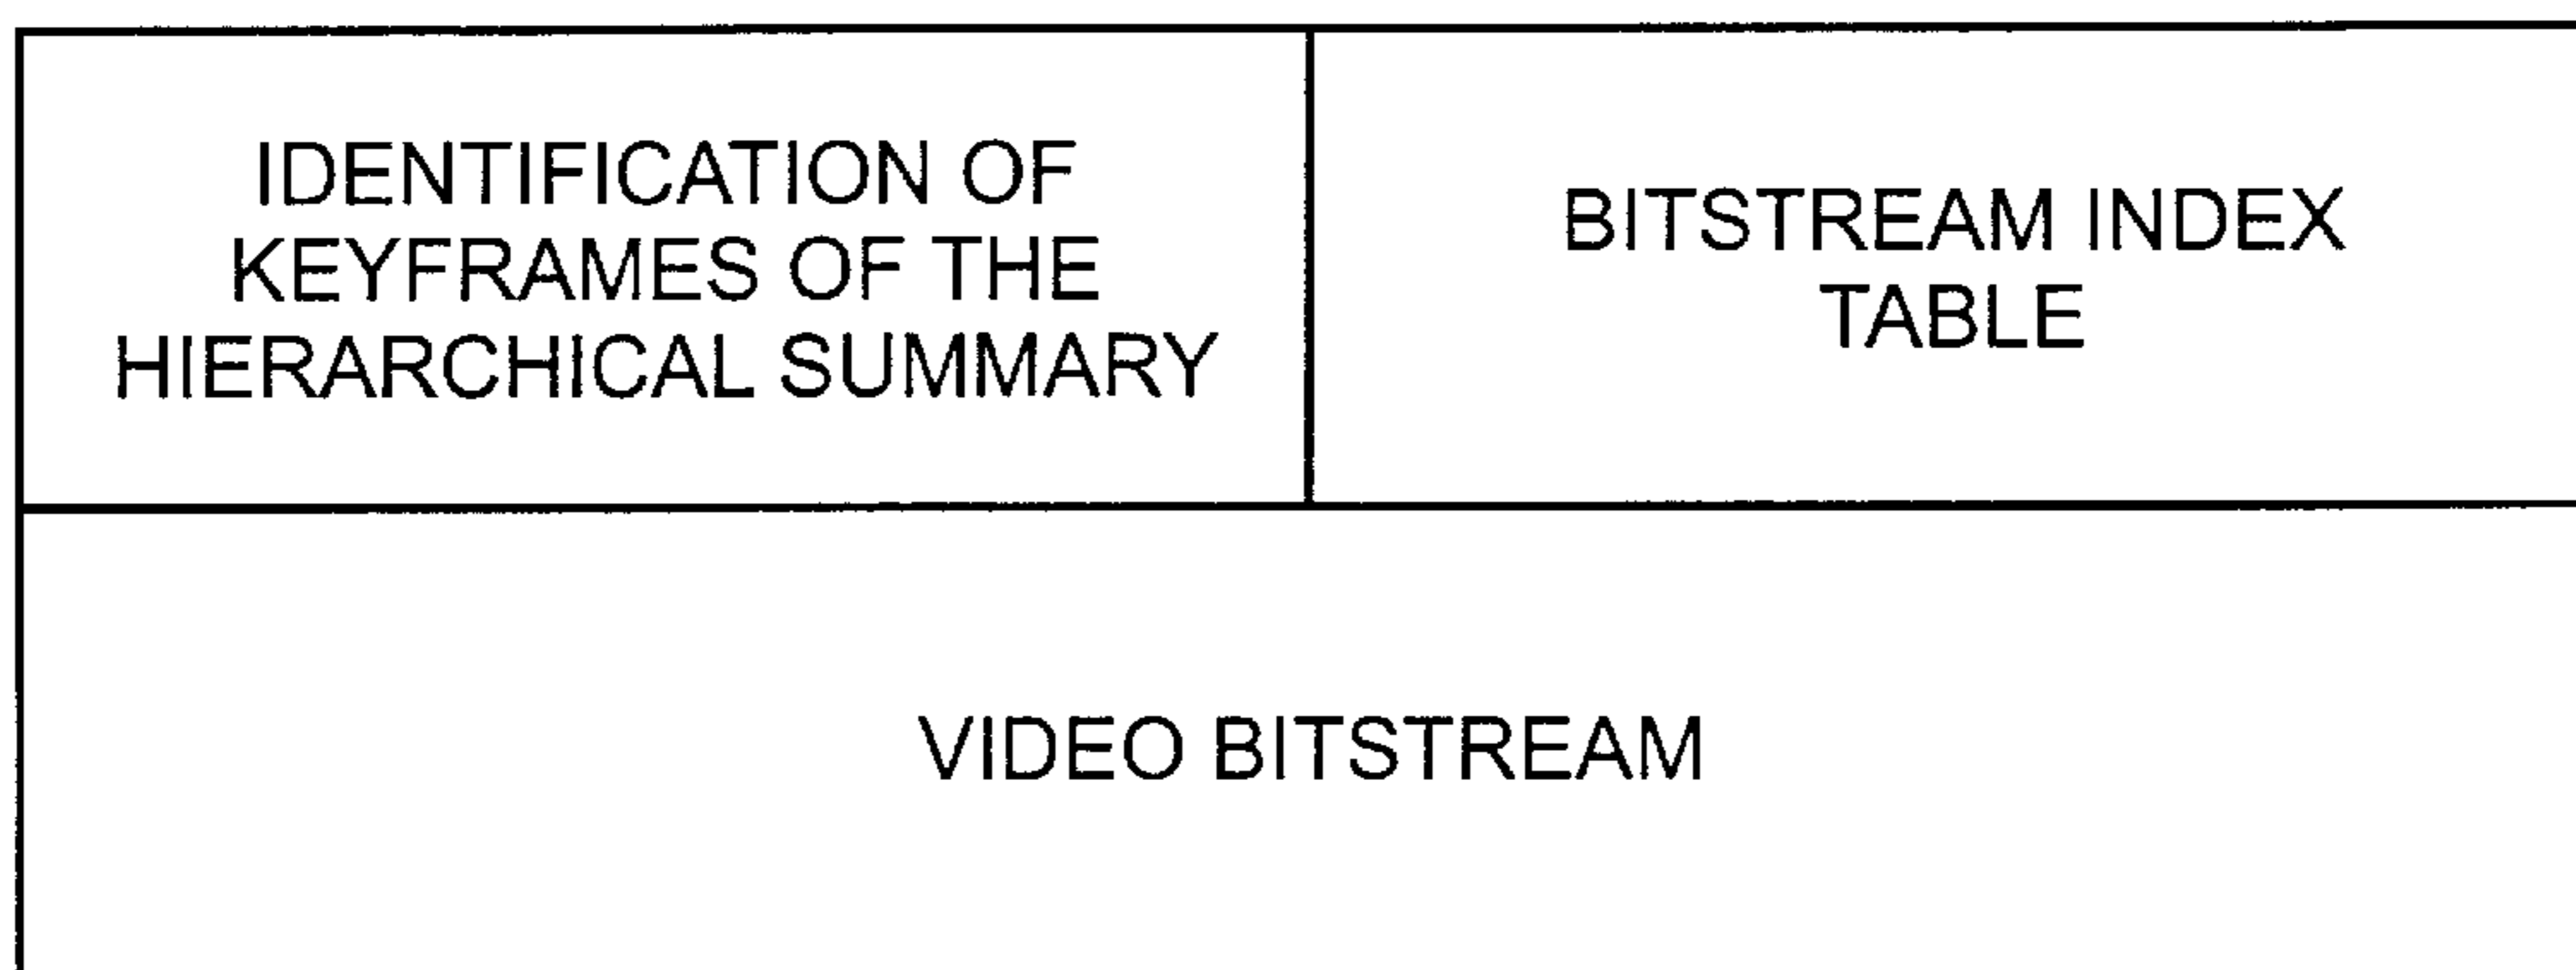 IDENTIFICATION OF
KEYFRAMES OF THE
HIERARCHICAL SUMMARY
BITSTREAM INDEX
TABLE
VIDEO BITSTREAM